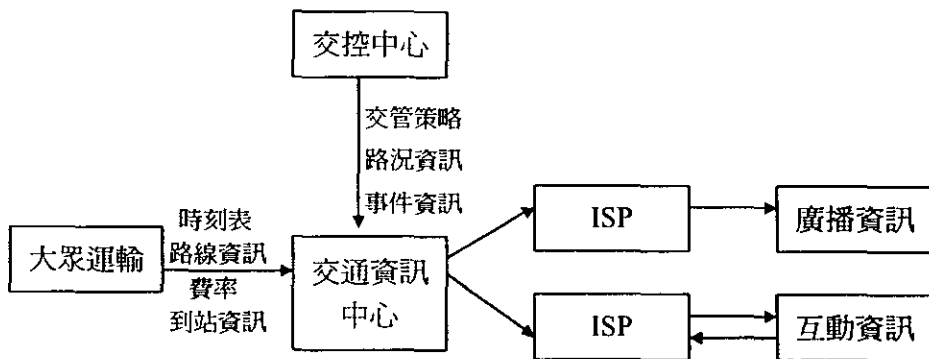 交控中心
交管策略
路況資訊
事件資訊
大眾運輸
時刻表
路線資訊
費率
到站資訊
交通資訊
中心
ISP
廣播資訊
ISP
互動資訊